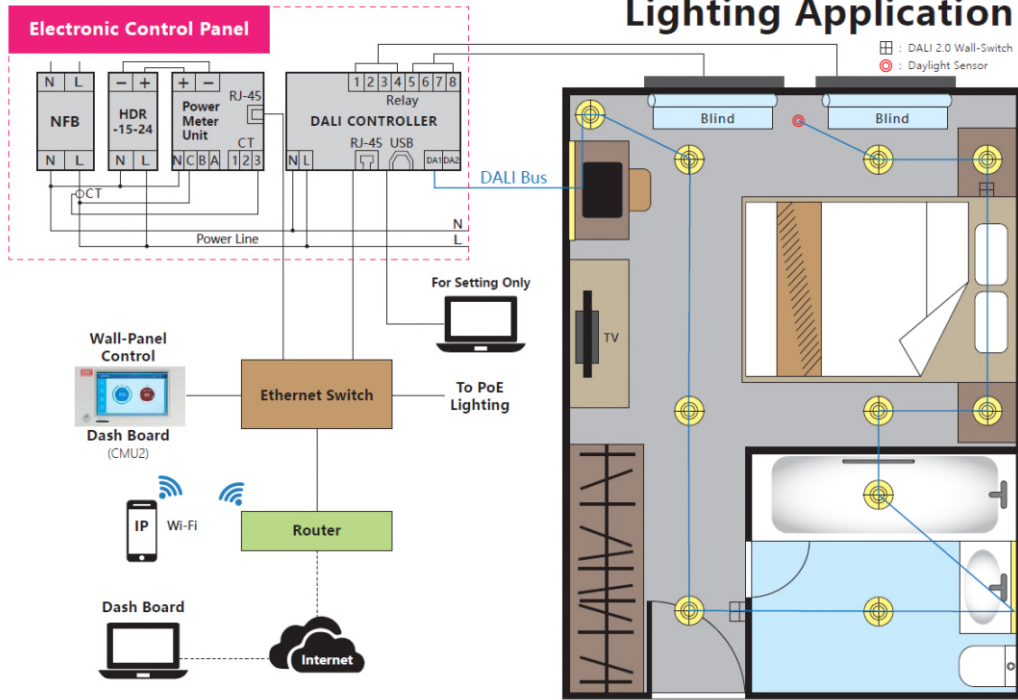 Lighting Application
Electronic Control Panel
: DALI 2.0 Wall-Switch
: Daylight Sensor
N L
NFB
N L
− +
HDR
-15-24
N L
+ −
RJ-45
Power
Meter
Unit
CT
N C B A 1 2 3
1 2 3 4 5 6 7 8
Relay
DALI CONTROLLER
RJ-45 USB
N L
DA1 DA2
CT
DALI Bus
N
Power Line
L
Blind
Blind
TV
For Setting Only
Wall-Panel
Control
Ethernet Switch
To PoE
Lighting
Dash Board
(CMU2)
IP
Wi-Fi
Router
Dash Board
Internet